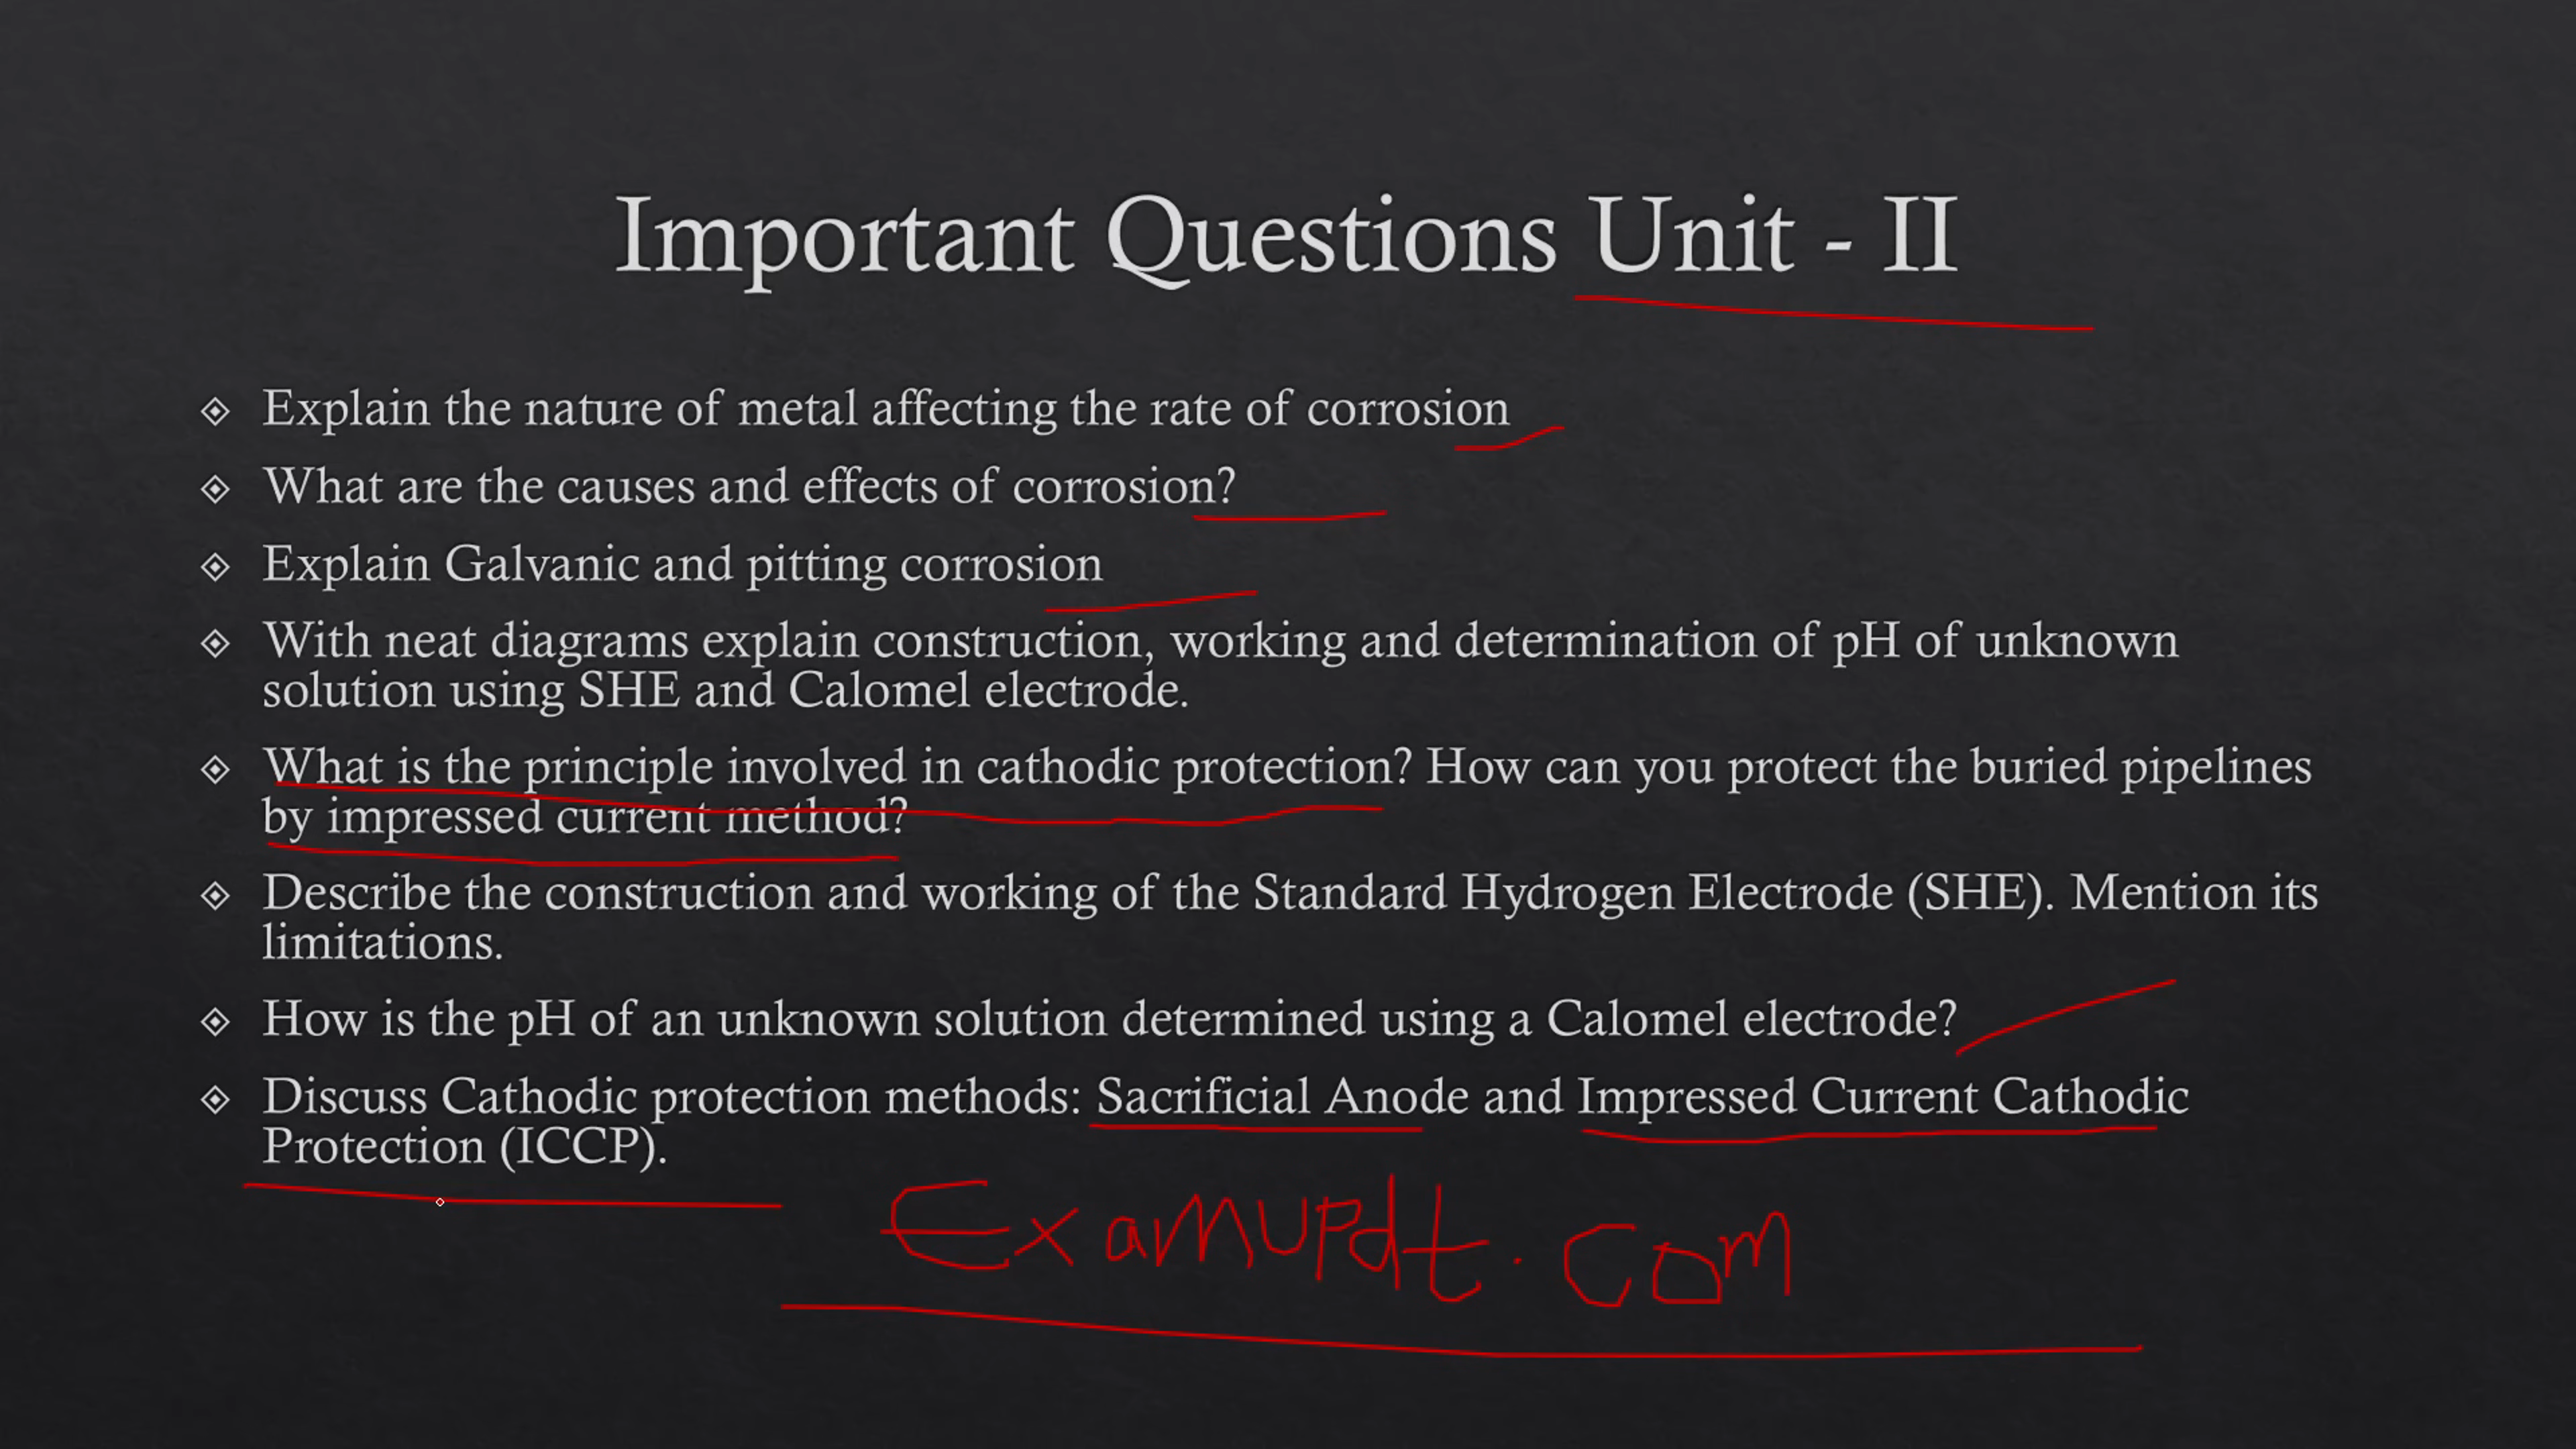 Important Questions Unit - II
Explain the nature of metal affecting the rate of corrosion
What are the causes and effects of corrosion?
Explain Galvanic and pitting corrosion
With neat diagrams explain construction, working and determination of pH of unknown
solution using SHE and Calomel electrode.
What is the principle involved in cathodic protection? How can you protect the buried pipelines
by impressed current method?
Describe the construction and working of the Standard Hydrogen Electrode (SHE). Mention its
limitations.
How is the pH of an unknown solution determined using a Calomel electrode?
Discuss Cathodic protection methods: Sacrificial Anode and Impressed Current Cathodic
Protection (ICCP).
Examupdt.com